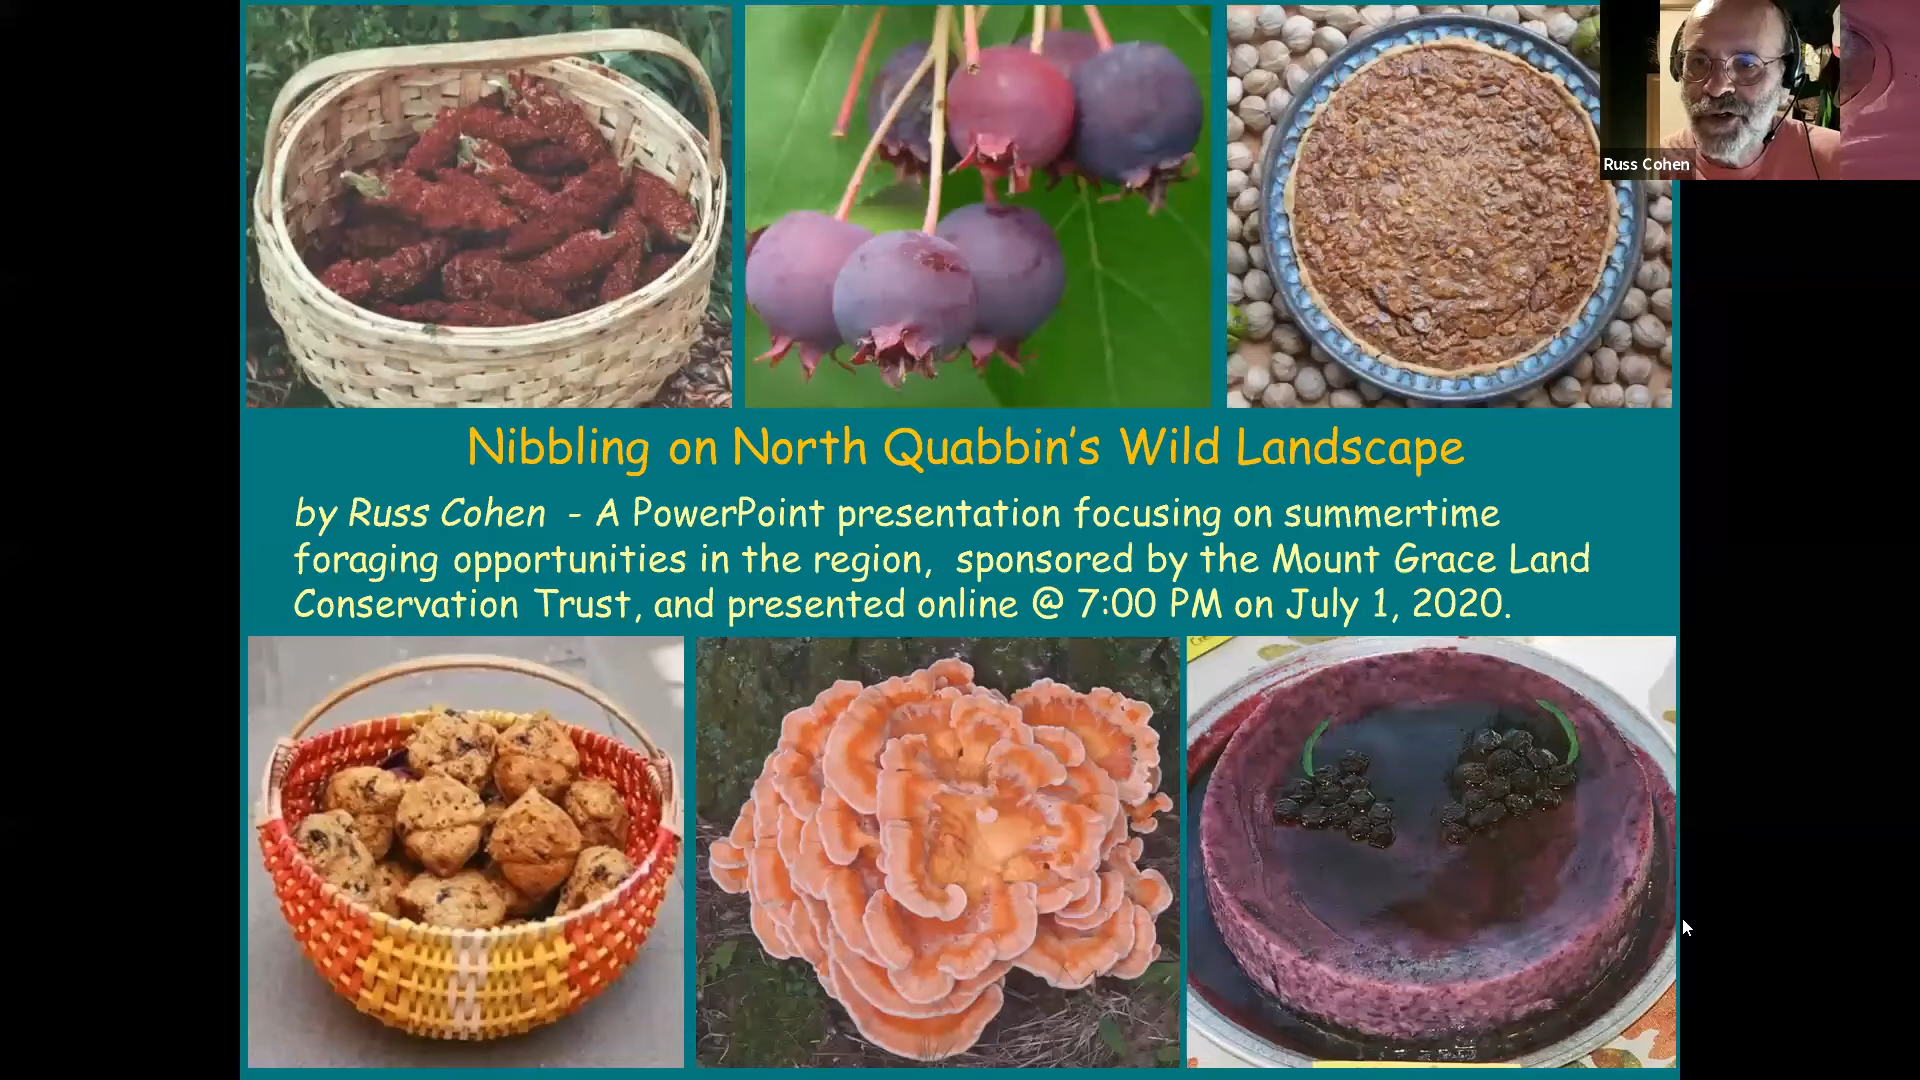 Russ Cohen
Nibbling on North Quabbin's Wild Landscape
by Russ Cohen - A PowerPoint presentation focusing on summertime
foraging opportunities in the region, sponsored by the Mount Grace Land
Conservation Trust, and presented online @ 7:00 PM on July 1, 2020.